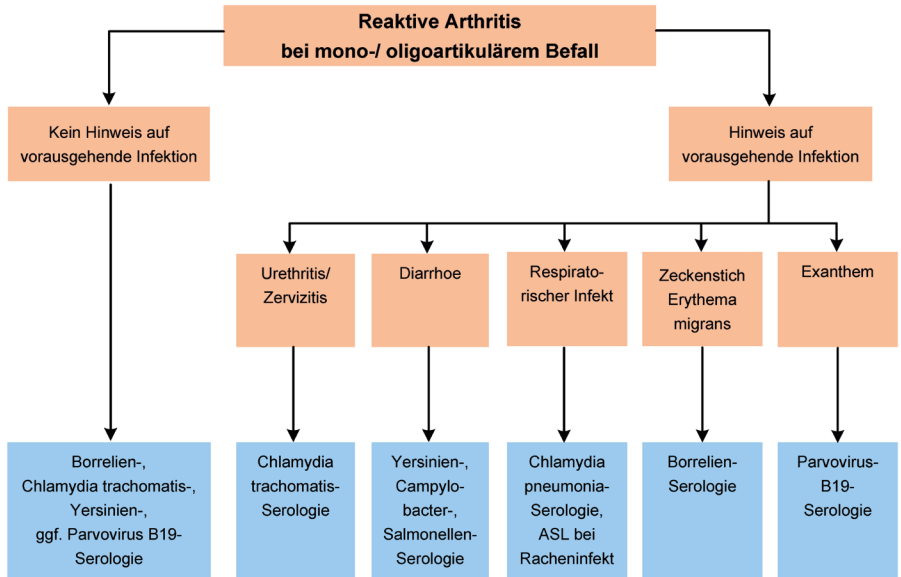 Reaktive Arthritis
bei mono-/ oligoartikulärem Befall
Kein Hinweis auf
vorausgehende Infektion
Hinweis auf
vorausgehende Infektion
Urethritis/
Zervizitis
Diarrhoe
Respirato-
rischer Infekt
Zeckenstich
Erythema
migrans
Exanthem
Borrelien-,
Chlamydia trachomatis-,
Yersinien-,
ggf. Parvovirus B19-
Serologie
Chlamydia
trachomatis-
Serologie
Yersinien-,
Campylo-
bacter-,
Salmonellen-
Serologie
Chlamydia
pneumonia-
Serologie,
ASL bei
Racheninfekt
Borrelien-
Serologie
Parvovirus-
B19-
Serologie